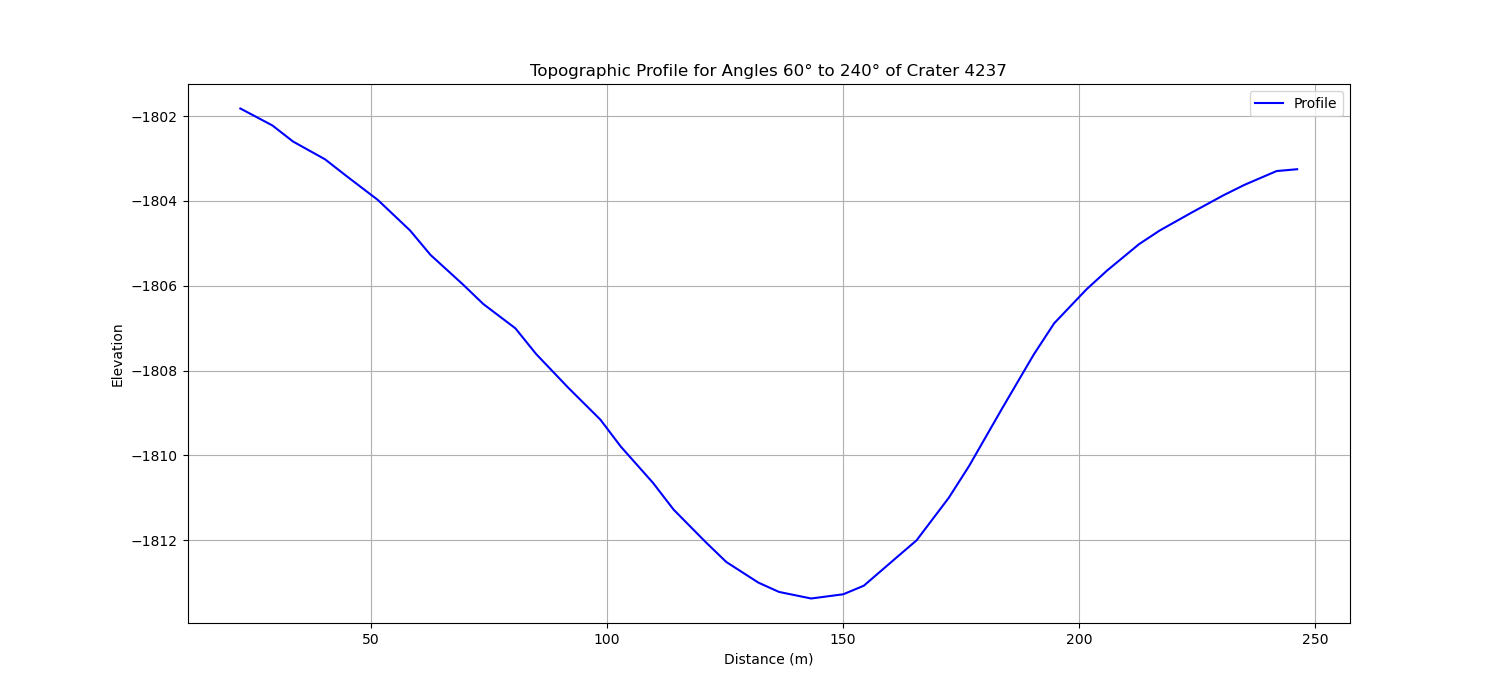 Topographic Profile for Angles 60° to 240° of Crater 4237
Profile
−1802
−1804
−1806
−1808
−1810
−1812
Elevation
50
100
150
200
250
Distance (m)